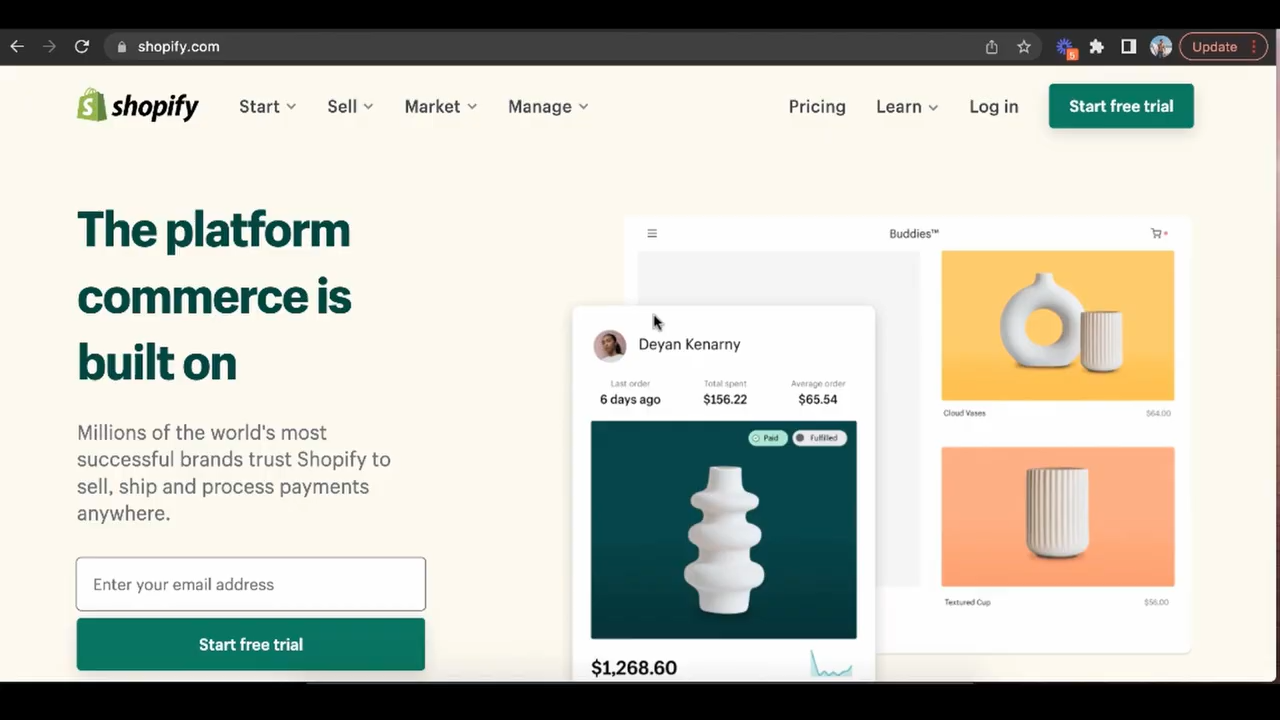 shopify.com
5
Update
shopify
Start
Sell
Market
Manage
Pricing
Learn
Log in
Start free trial
The platform
commerce is
built on
Millions of the world's most
successful brands trust Shopify to
sell, ship and process payments
anywhere.
Enter your email address
Start free trial
Buddies™
Deyan Kenarny
Last order
Total spent
Average order
6 days ago
$156.22
$65.54
Paid
Fulfilled
$1,268.60
Cloud Vases
$64.00
Textured Cup
$56.00